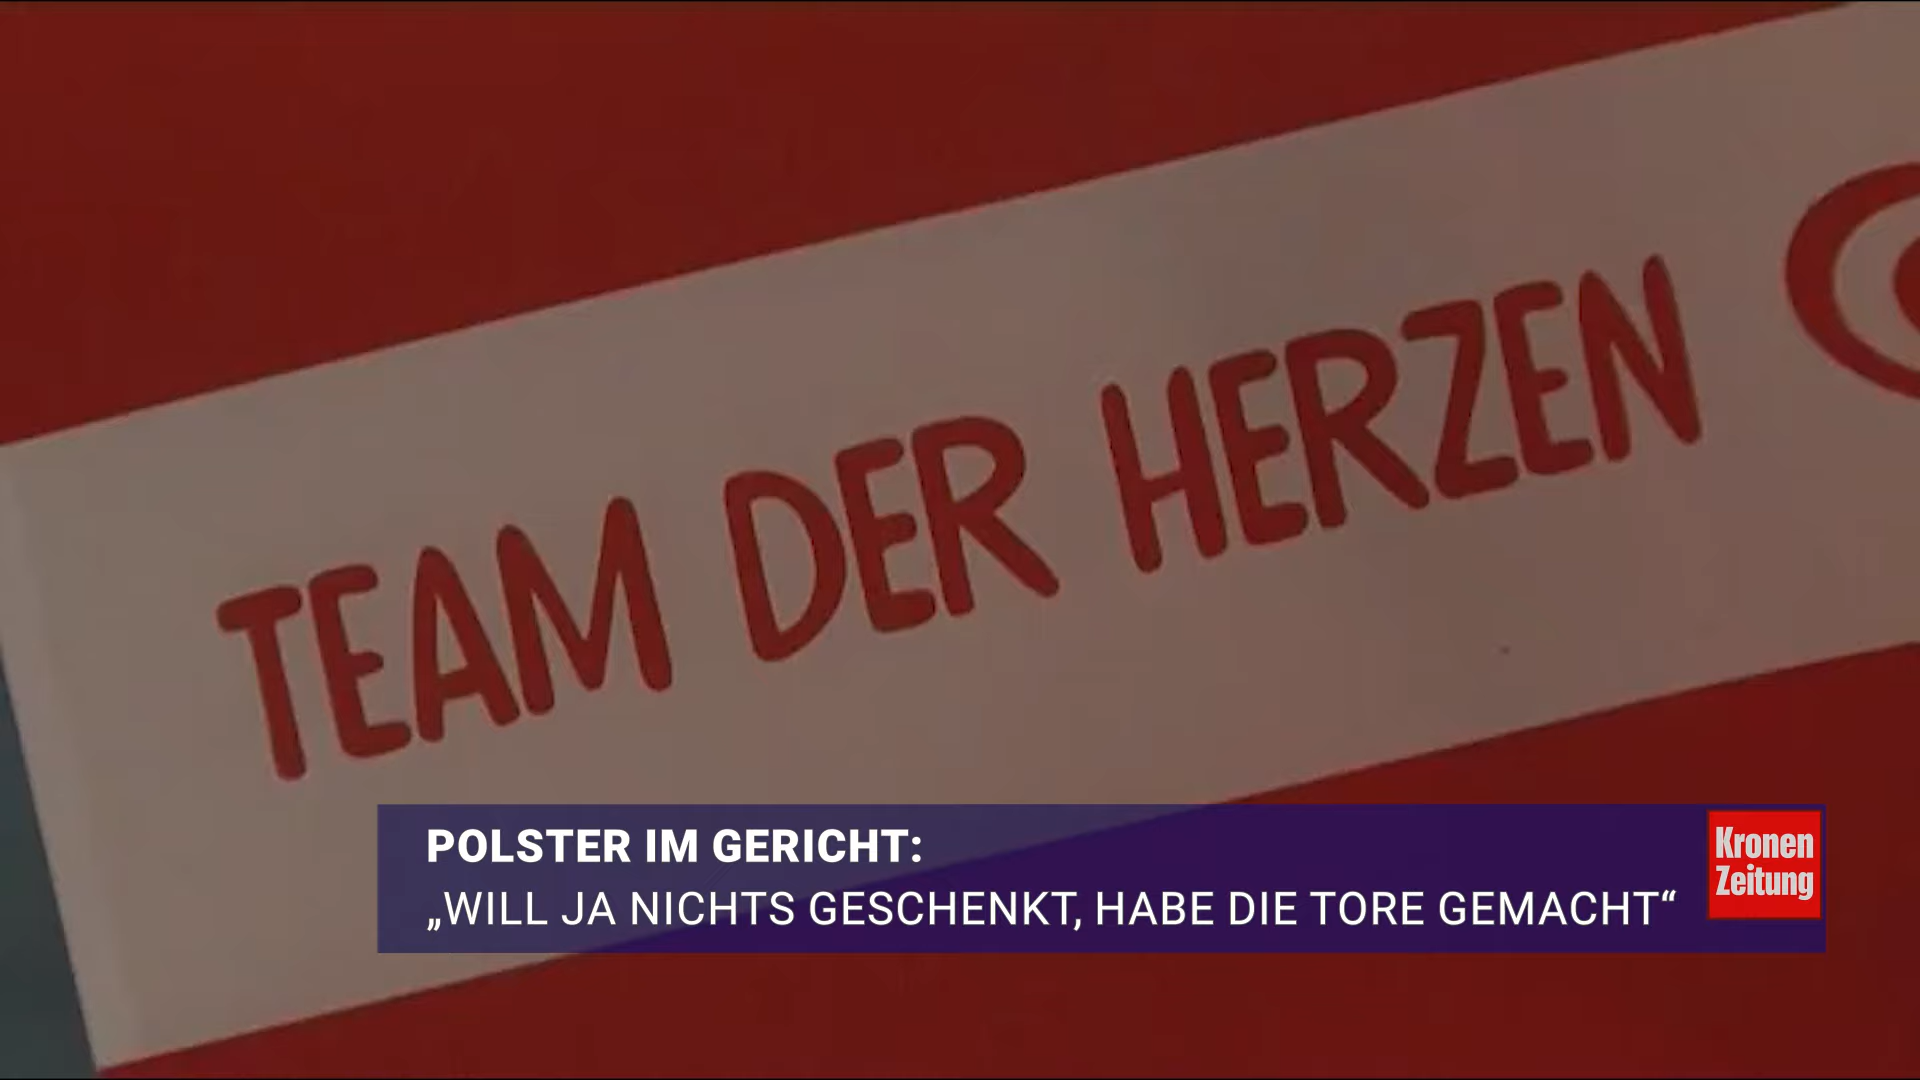 TEAM DER HERZEN
POLSTER IM GERICHT:
„WILL JA NICHTS GESCHENKT, HABE DIE TORE GEMACHT“
Kronen
Zeitung